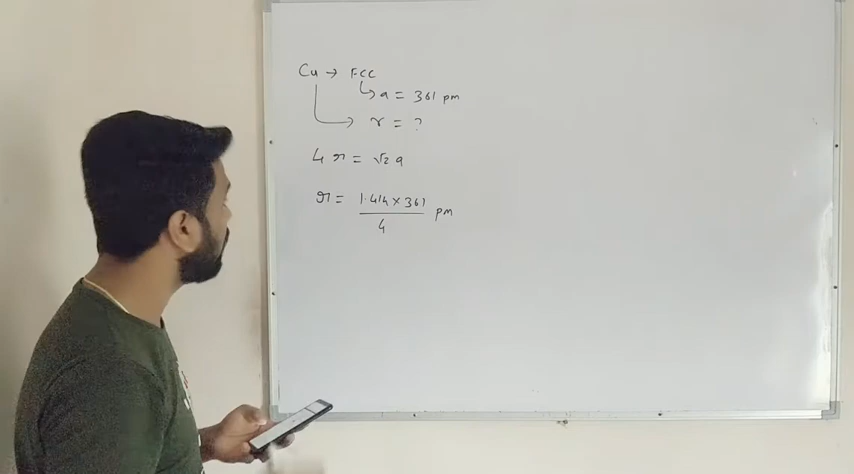 Cu → FCC
a = 361 pm
r = ?
4 r = √2 a
r = 1.414 × 361 / 4 pm